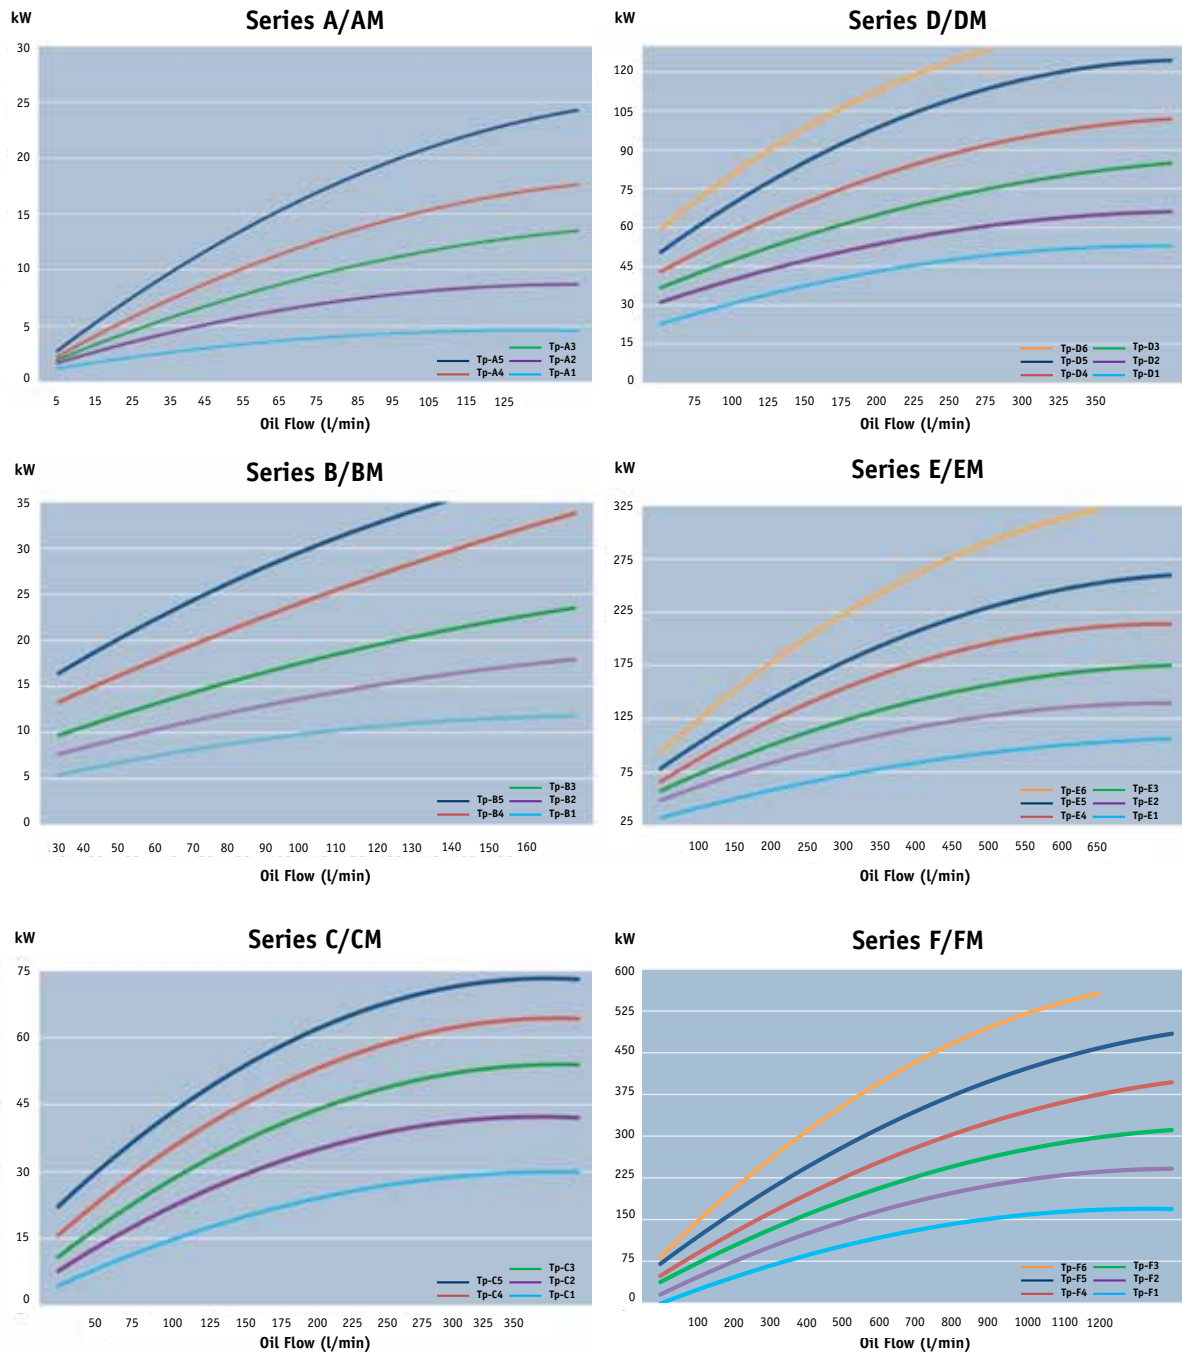 kW
Series A/AM
30
25
20
15
10
5
0
Tp-A3
Tp-A5 Tp-A2
Tp-A4 Tp-A1
5 15 25 35 45 55 65 75 85 95 105 115 125
Oil Flow (l/min)
kW
Series D/DM
120
105
90
75
60
45
30
15
0
Tp-D6 Tp-D3
Tp-D5 Tp-D2
Tp-D4 Tp-D1
75 100 125 150 175 200 225 250 275 300 325 350
Oil Flow (l/min)
kW
Series B/BM
35
30
25
20
15
10
5
0
Tp-B3
Tp-B5 Tp-B2
Tp-B4 Tp-B1
30 40 50 60 70 80 90 100 110 120 130 140 150 160
Oil Flow (l/min)
kW
Series E/EM
325
275
225
175
125
75
25
Tp-E6 Tp-E3
Tp-E5 Tp-E2
Tp-E4 Tp-E1
100 150 200 250 300 350 400 450 500 550 600 650
Oil Flow (l/min)
kW
Series C/CM
75
60
45
30
15
0
Tp-C3
Tp-C5 Tp-C2
Tp-C4 Tp-C1
50 75 100 125 150 175 200 225 250 275 300 325 350
Oil Flow (l/min)
kW
Series F/FM
600
525
450
375
300
225
150
75
0
Tp-F6 Tp-F3
Tp-F5 Tp-F2
Tp-F4 Tp-F1
100 200 300 400 500 600 700 800 900 1000 1100 1200
Oil Flow (l/min)